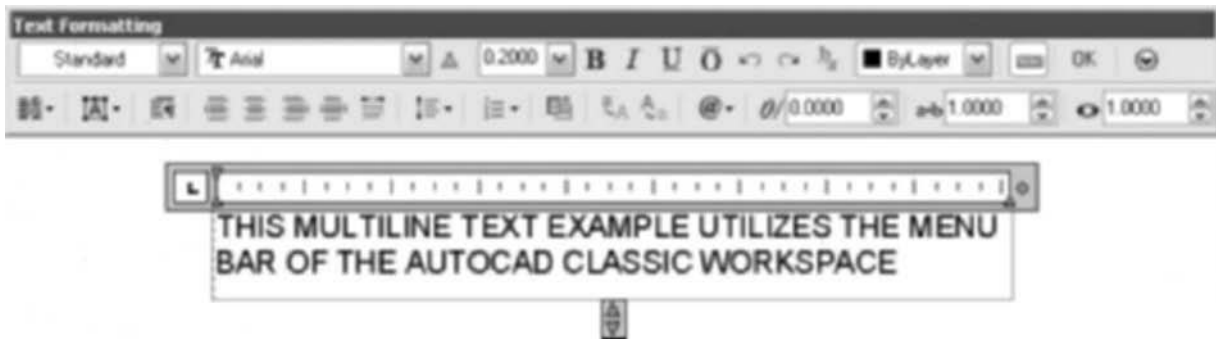 Text Formatting
Standard Arial 0.2000 B I U O ByLayer OK
@ 0/ 0.0000 a-b 1.0000 1.0000
THIS MULTILINE TEXT EXAMPLE UTILIZES THE MENU
BAR OF THE AUTOCAD CLASSIC WORKSPACE